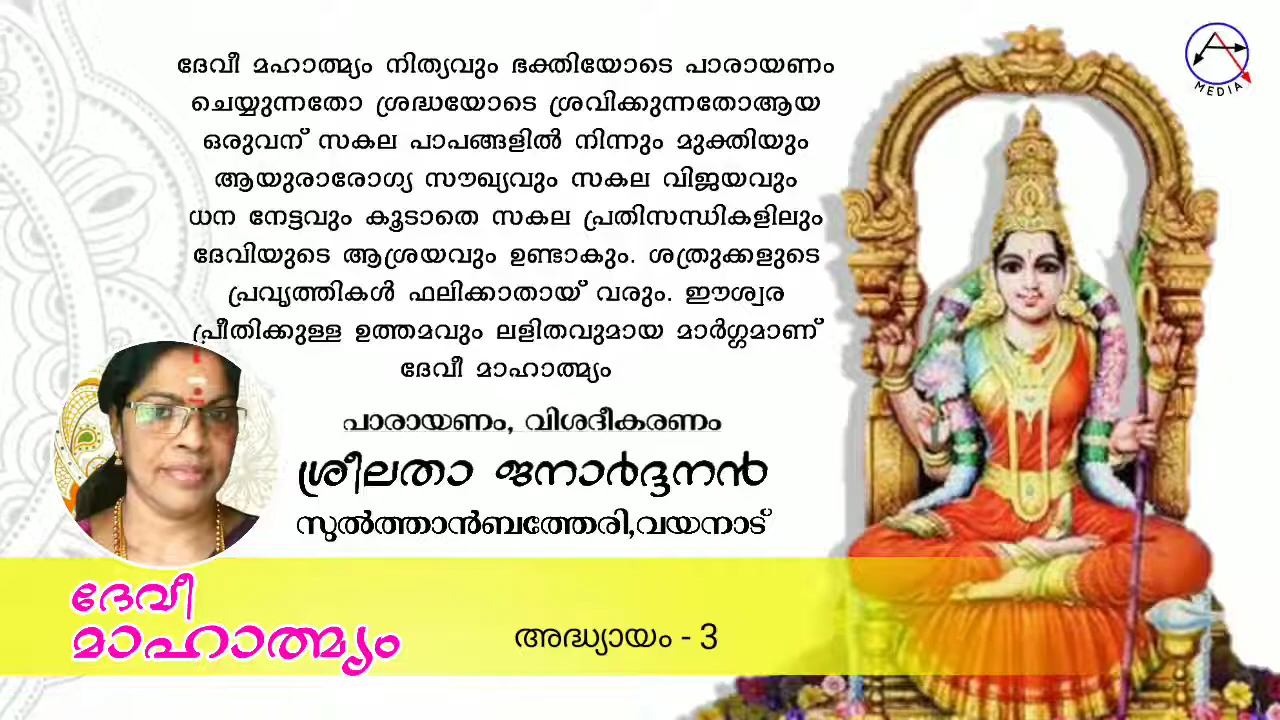 ദേവീ മഹാത്മ്യം നിത്യവും ഭക്തിയോടെ പാരായണം
ചെയ്യുന്നതോ ശ്രദ്ധയോടെ ശ്രവിക്കുന്നതോആയ
ഒരുവന് സകല പാപങ്ങളിൽ നിന്നും മുക്തിയും
ആയുരാരോഗ്യ സൗഖ്യവും സകല വിജയവും
ധന നേട്ടവും കൂടാതെ സകല പ്രതിസന്ധികളിലും
ദേവിയുടെ ആശ്രയവും ഉണ്ടാകും. ശത്രുക്കളുടെ
പ്രവൃത്തികൾ ഫലിക്കാതായ് വരും. ഈശ്വര
പ്രീതിക്കുള്ള ഉത്തമവും ലളിതവുമായ മാർഗ്ഗമാണ്
ദേവീ മാഹാത്മ്യം
പാരായണം, വിശദീകരണം
ശ്രീലതാ ജനാർദ്ദനൻ
സുൽത്താൻബത്തേരി,വയനാട്
ദേവീ
മാഹാത്മ്യം
അദ്ധ്യായം - 3
MEDIA